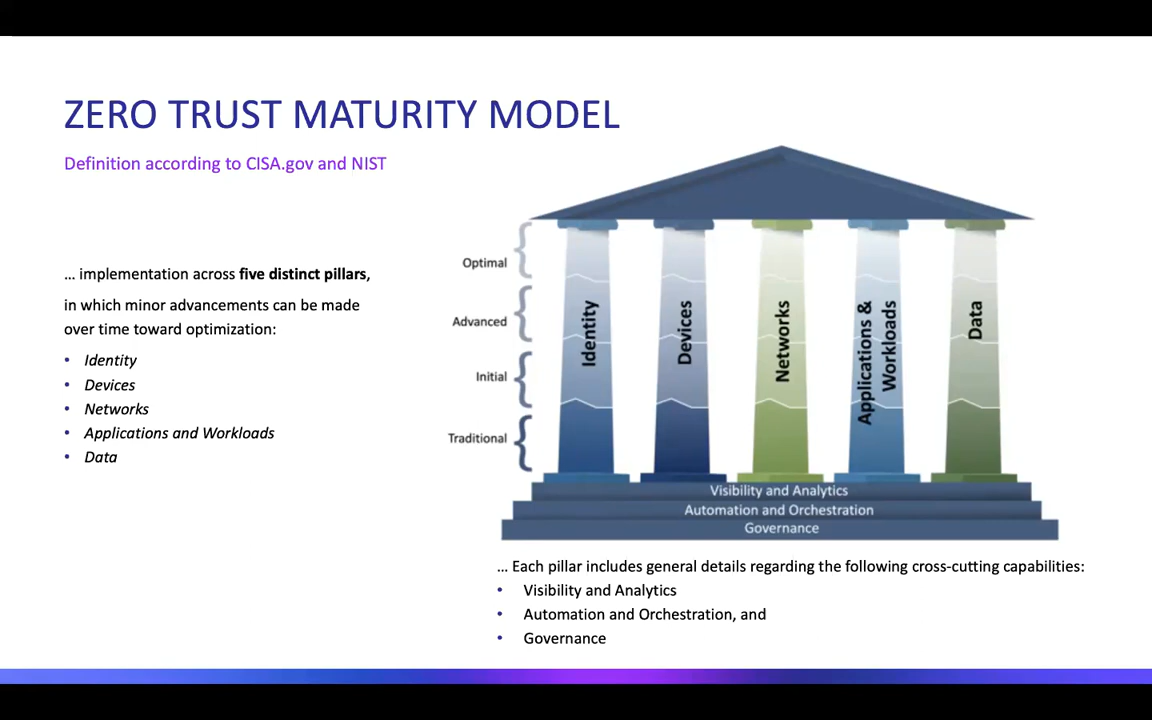 ZERO TRUST MATURITY MODEL
Definition according to CISA.gov and NIST
... implementation across five distinct pillars,
in which minor advancements can be made
over time toward optimization:
• Identity
• Devices
• Networks
• Applications and Workloads
• Data
Optimal
Advanced
Initial
Traditional
Identity
Devices
Networks
Applications &
Workloads
Data
Visibility and Analytics
Automation and Orchestration
Governance
... Each pillar includes general details regarding the following cross-cutting capabilities:
• Visibility and Analytics
• Automation and Orchestration, and
• Governance